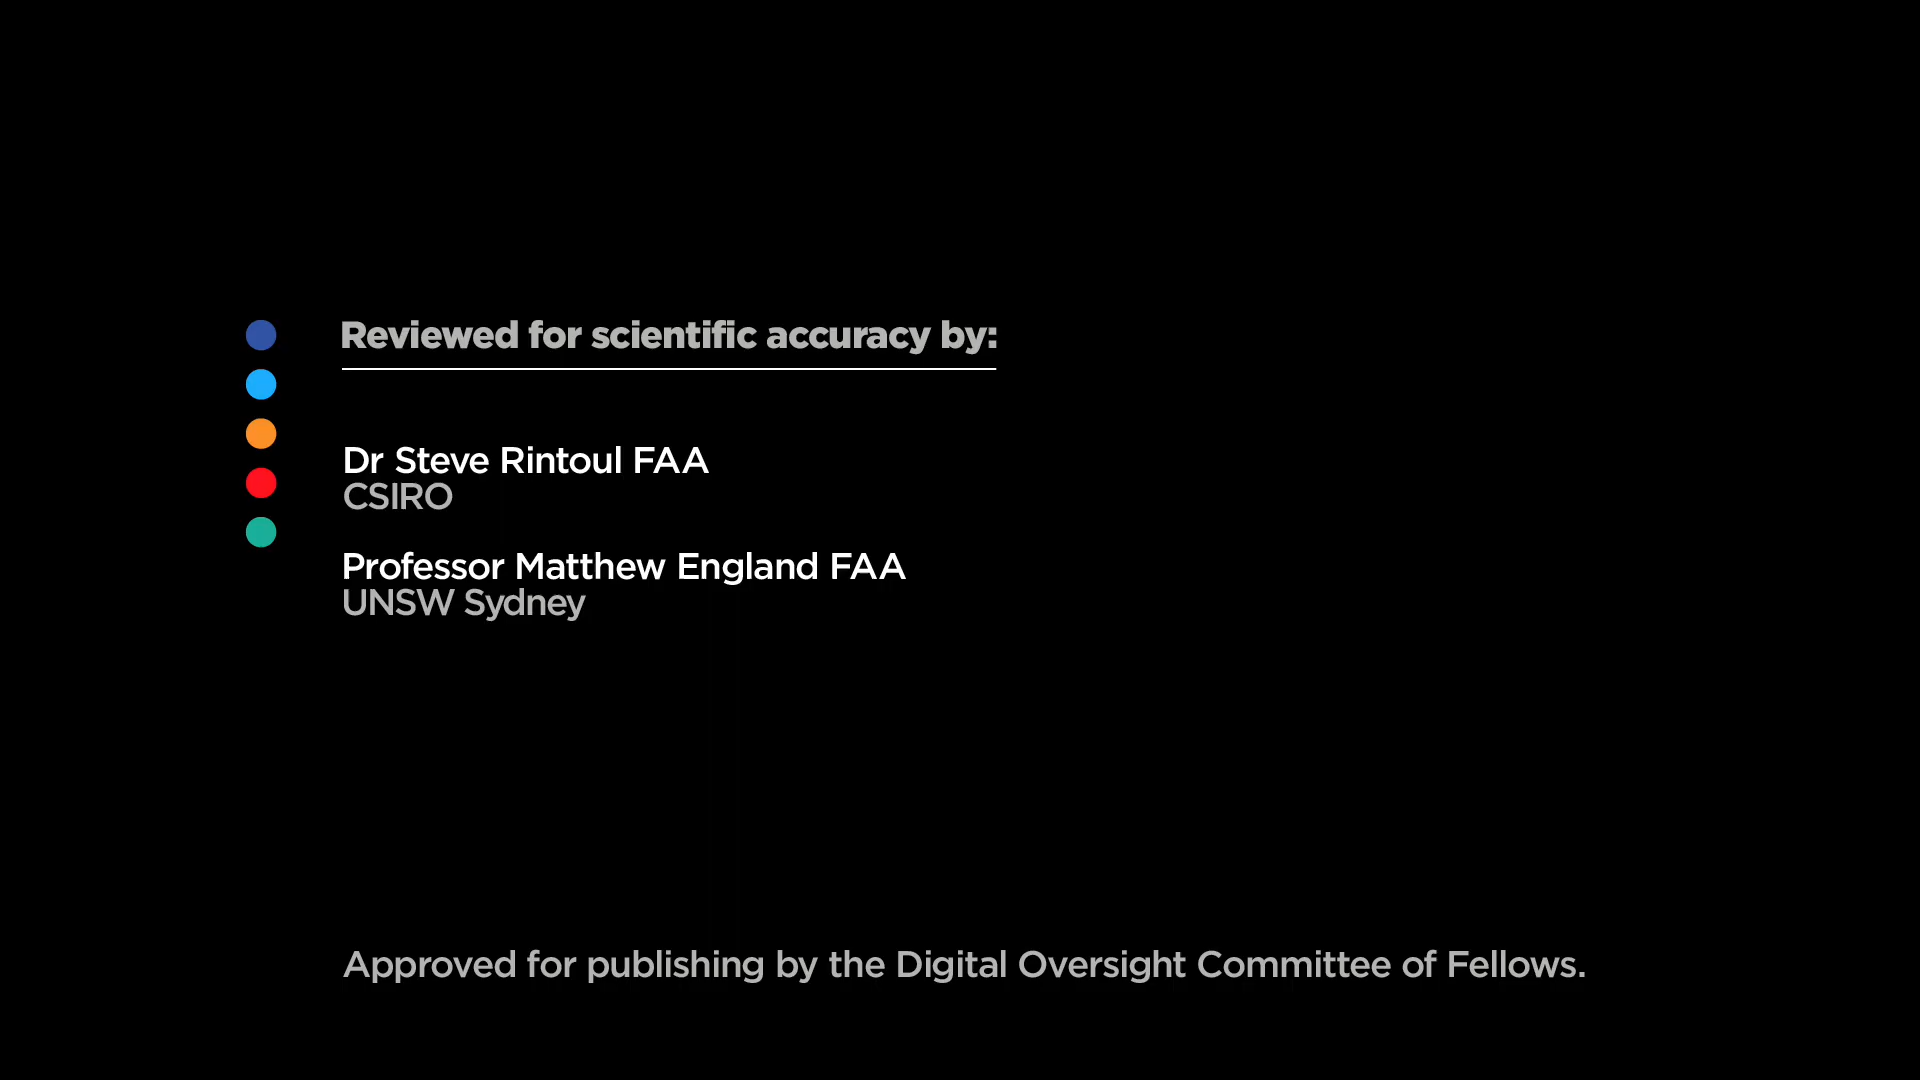 Reviewed for scientific accuracy by:
Dr Steve Rintoul FAA
CSIRO
Professor Matthew England FAA
UNSW Sydney
Approved for publishing by the Digital Oversight Committee of Fellows.